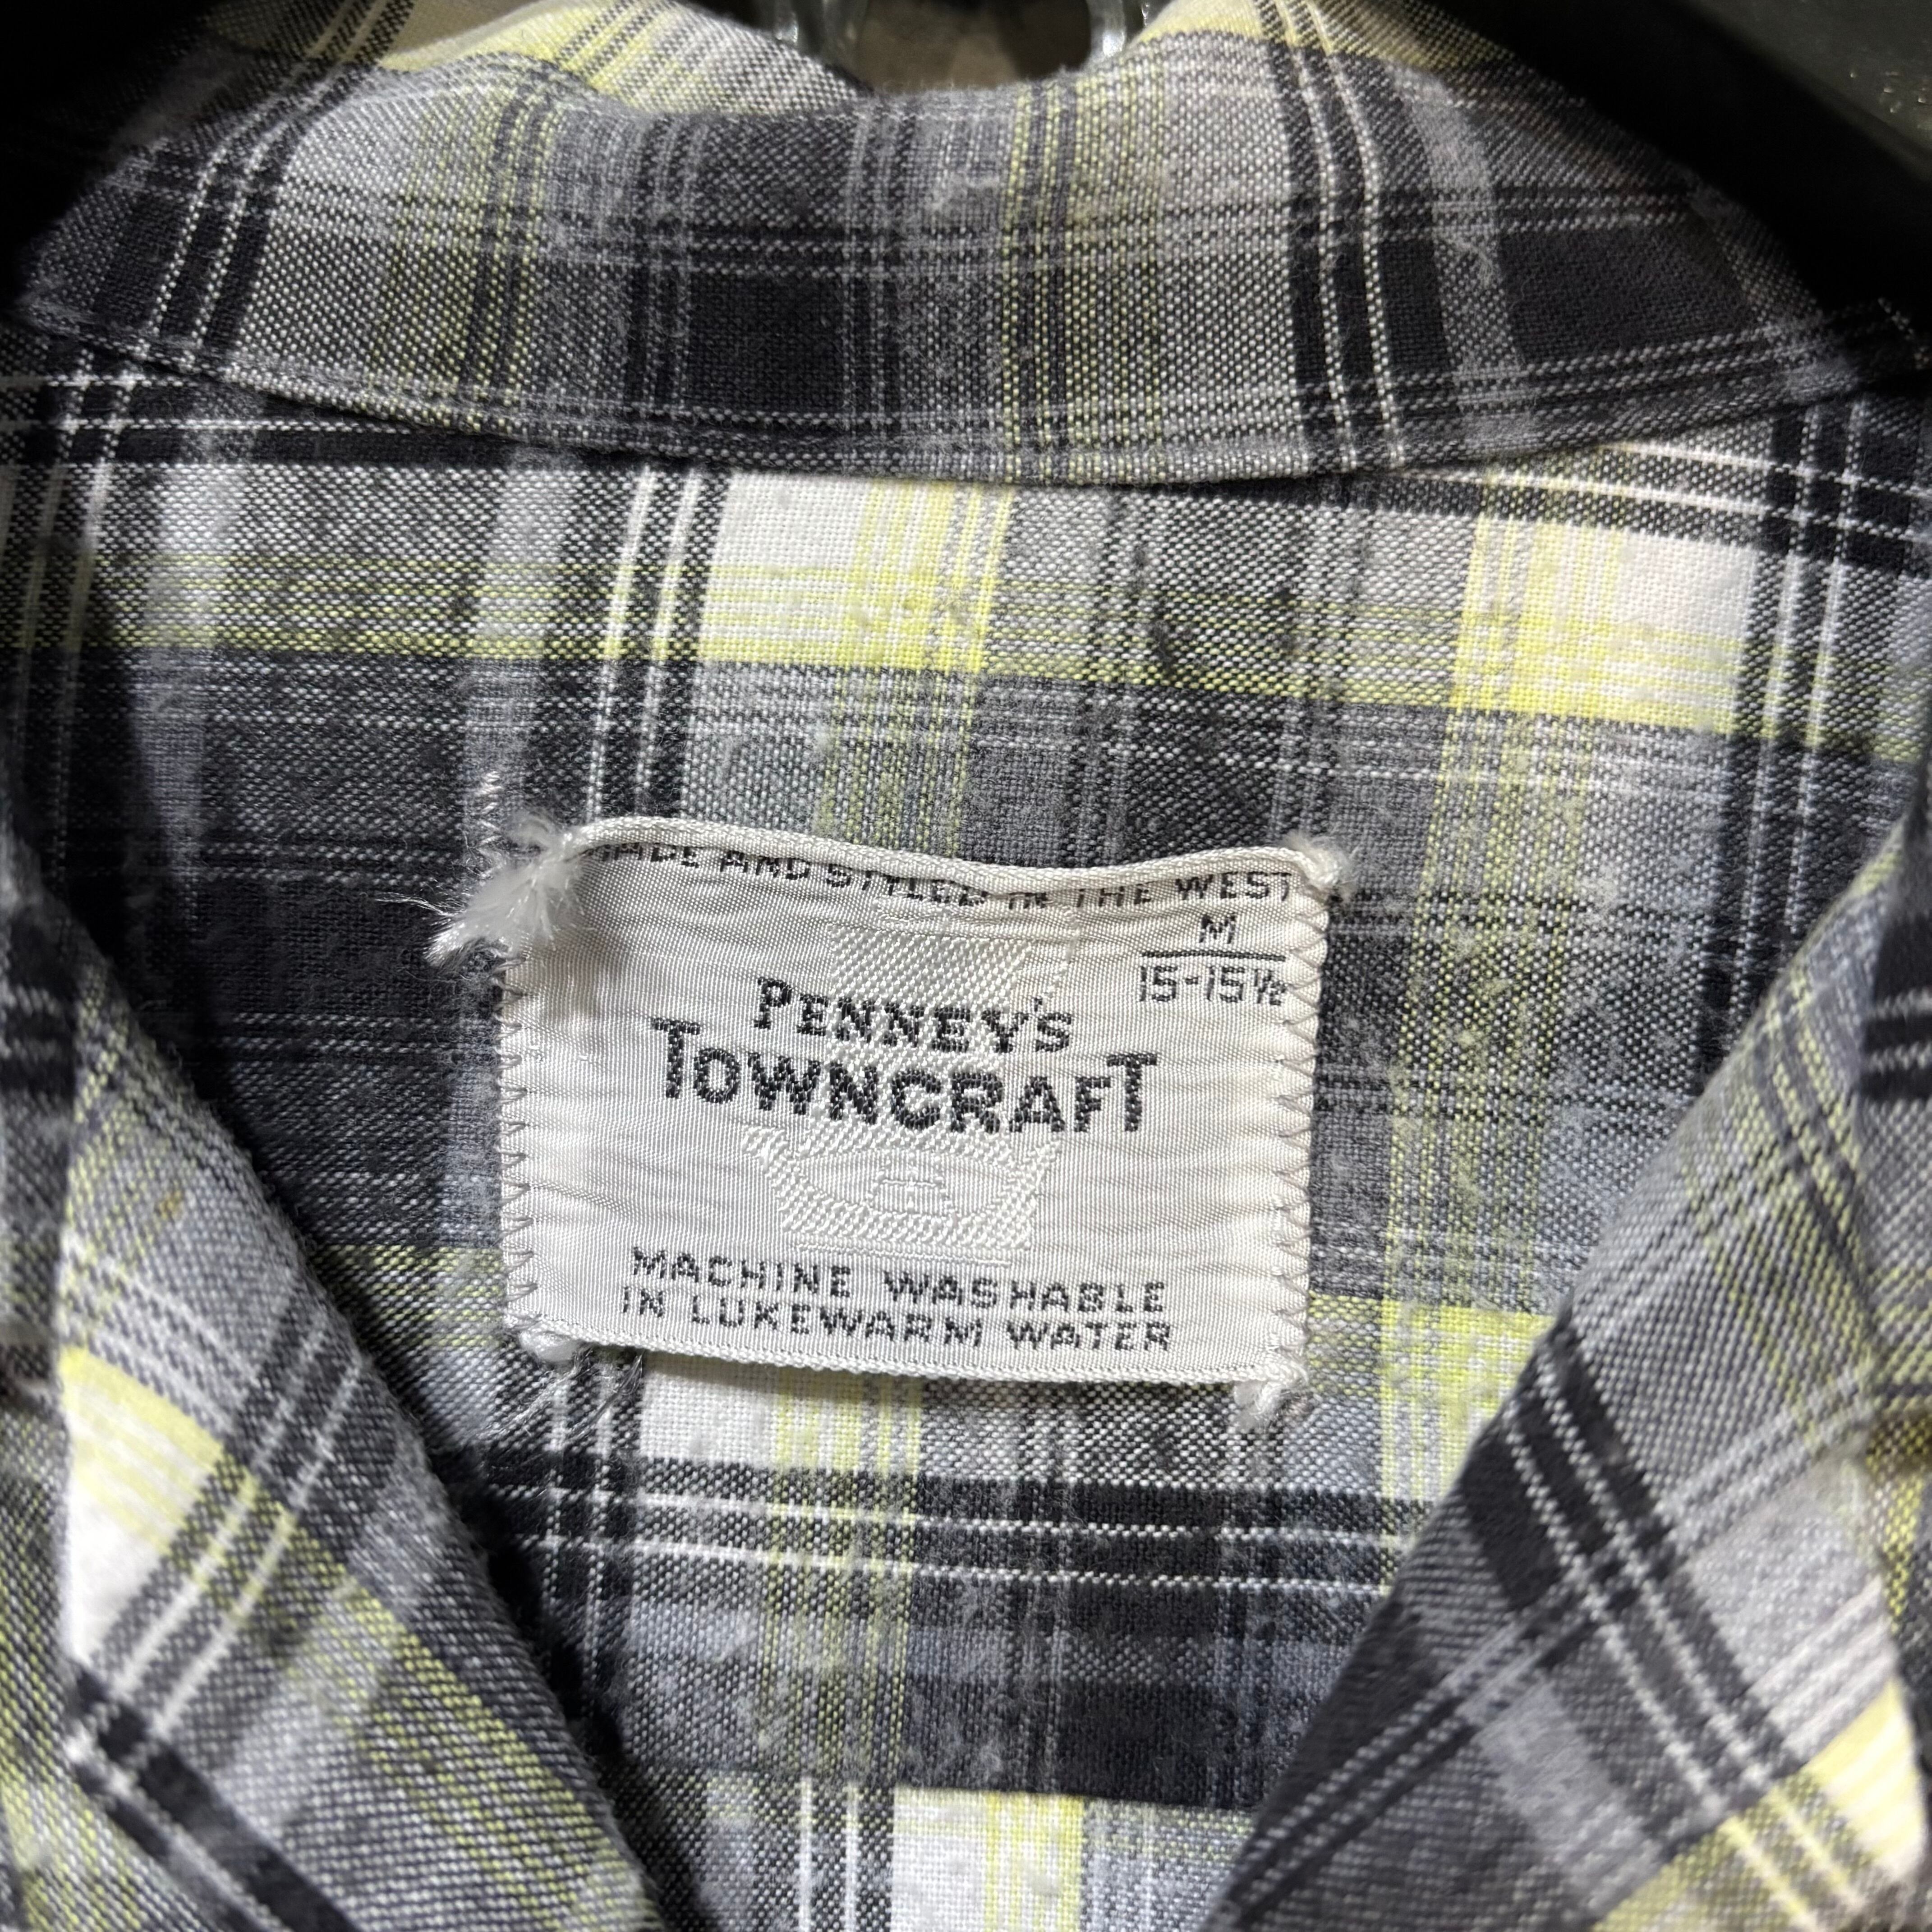 MADE AND STYLED IN THE WEST
M
15-15½
PENNEY'S
TOWNCRAFT
MACHINE WASHABLE
IN LUKEWARM WATER